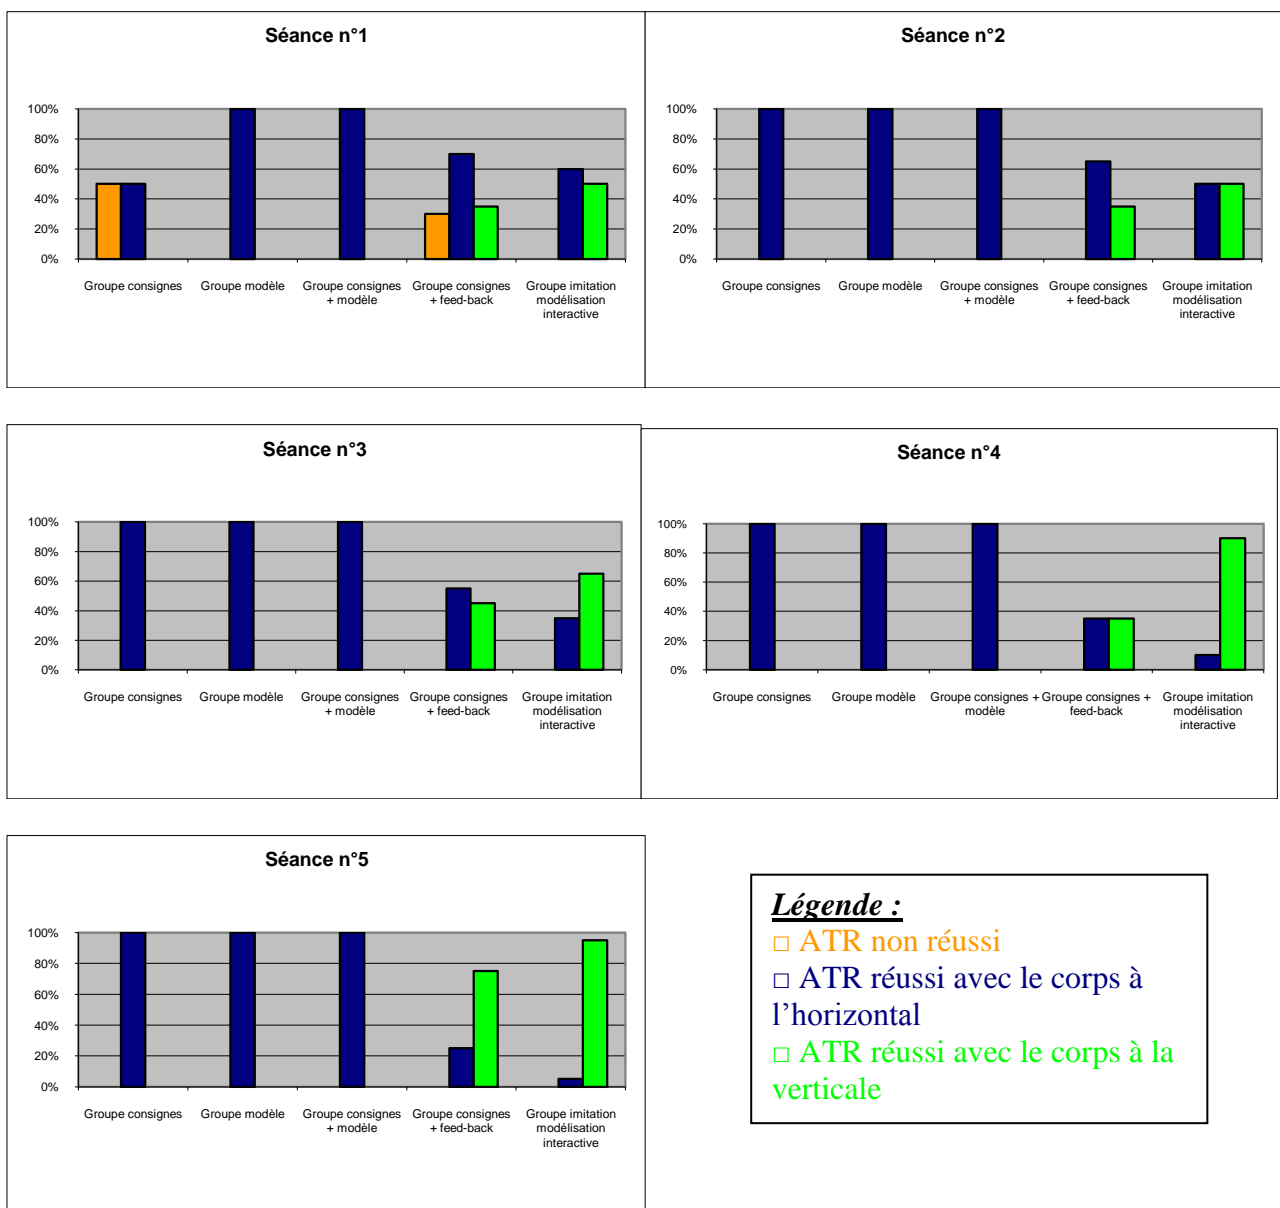 Séance n°1
100%
80%
60%
40%
20%
0%
Groupe consignes
Groupe modèle
Groupe consignes
+ modèle
Groupe consignes
+ feed-back
Groupe imitation
modélisation
interactive
Séance n°2
100%
80%
60%
40%
20%
0%
Groupe consignes
Groupe modèle
Groupe consignes
+ modèle
Groupe consignes
+ feed-back
Groupe imitation
modélisation
interactive
Séance n°3
100%
80%
60%
40%
20%
0%
Groupe consignes
Groupe modèle
Groupe consignes
+ modèle
Groupe consignes
+ feed-back
Groupe imitation
modélisation
interactive
Séance n°4
100%
80%
60%
40%
20%
0%
Groupe consignes
Groupe modèle
Groupe consignes +
modèle
Groupe consignes +
feed-back
Groupe imitation
modélisation
interactive
Séance n°5
100%
80%
60%
40%
20%
0%
Groupe consignes
Groupe modèle
Groupe consignes
+ modèle
Groupe consignes
+ feed-back
Groupe imitation
modélisation
interactive
Légende :
□ ATR non réussi
□ ATR réussi avec le corps à
l'horizontal
□ ATR réussi avec le corps à la
verticale